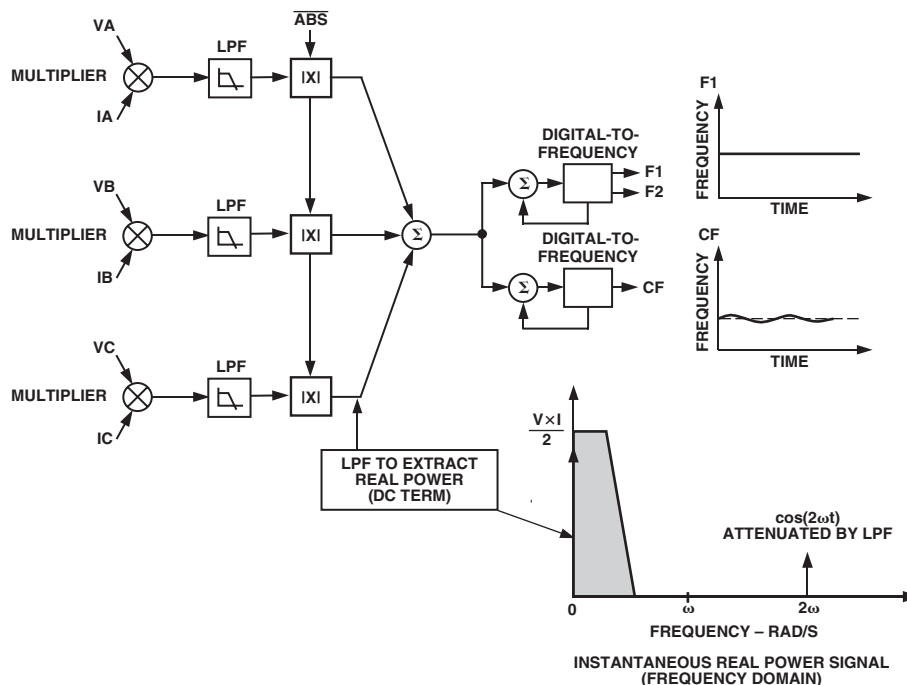 VA
ABS
LPF
MULTIPLIER
|X|
IA
VB
LPF
MULTIPLIER
|X|
Σ
IB
VC
LPF
MULTIPLIER
|X|
IC
DIGITAL-TO-
FREQUENCY
Σ
F1
F2
DIGITAL-TO-
FREQUENCY
Σ
CF
F1
FREQUENCY
TIME
CF
FREQUENCY
TIME
LPF TO EXTRACT
REAL POWER
(DC TERM)
V×I
2
cos(2ωt)
ATTENUATED BY LPF
0
ω
2ω
FREQUENCY – RAD/S
INSTANTANEOUS REAL POWER SIGNAL
(FREQUENCY DOMAIN)